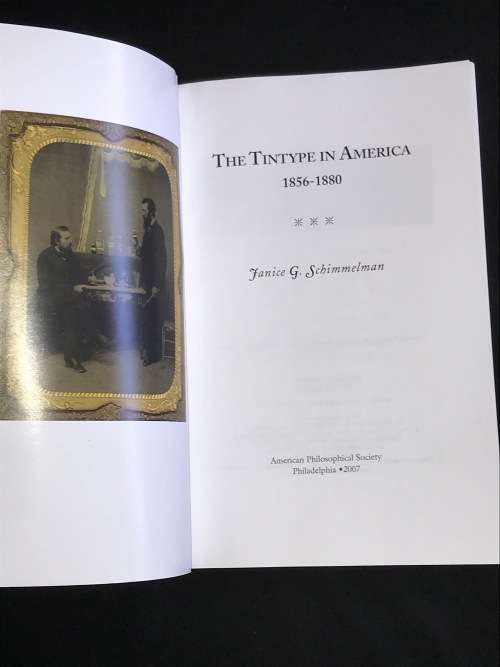 THE TINTYPE IN AMERICA
1856-1880
Janice G. Schimmelman
American Philosophical Society
Philadelphia • 2007